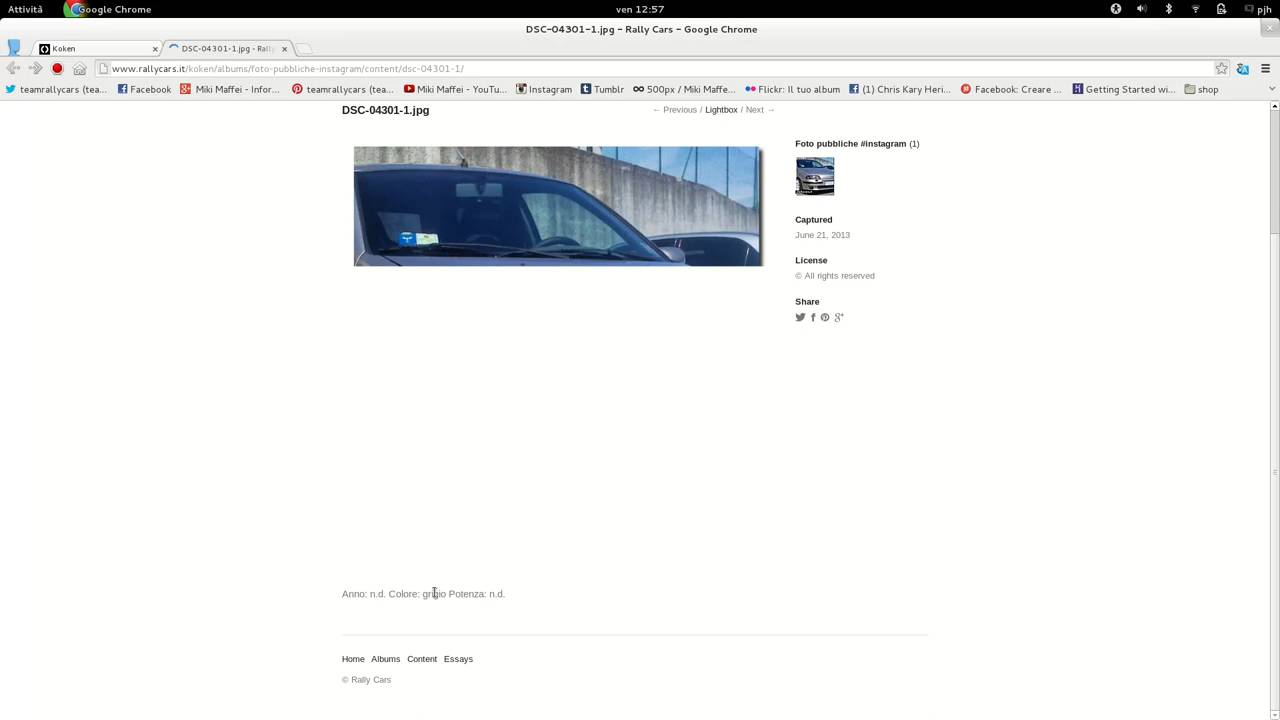 Attività Google Chrome ven 12:57 pjh
DSC-04301-1.jpg - Rally Cars - Google Chrome
Koken DSC-04301-1.jpg - Rally
www.rallycars.it/koken/albums/foto-pubbliche-instagram/content/dsc-04301-1/
teamrallycars (tea... Facebook Miki Maffei - Infor... teamrallycars (tea... Miki Maffei - YouTu... Instagram Tumblr 500px / Miki Maffe... Flickr: Il tuo album (1) Chris Kary Heri... Facebook: Creare ... Getting Started wi... shop
DSC-04301-1.jpg ← Previous / Lightbox / Next →
Foto pubbliche #instagram (1)
Captured
June 21, 2013
License
© All rights reserved
Share
Anno: n.d. Colore: grigio Potenza: n.d.
Home Albums Content Essays
© Rally Cars